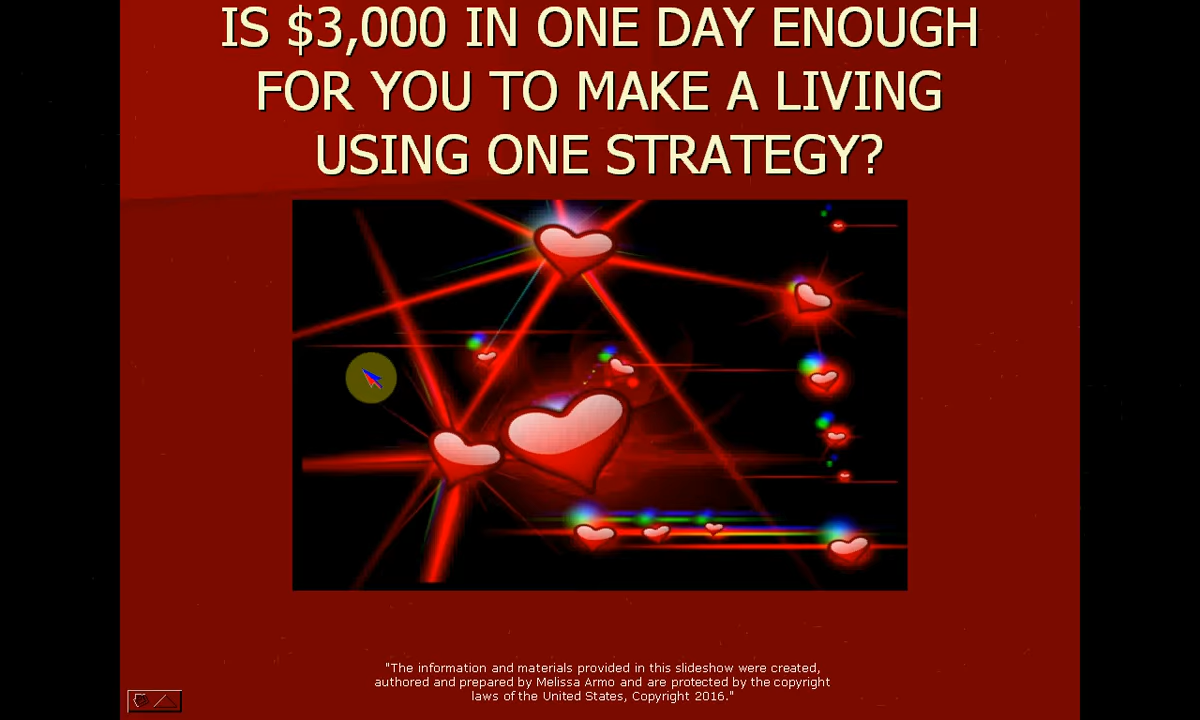 IS $3,000 IN ONE DAY ENOUGH
FOR YOU TO MAKE A LIVING
USING ONE STRATEGY?
"The information and materials provided in this slideshow were created,
authored and prepared by Melissa Armo and are protected by the copyright
laws of the United States, Copyright 2016."